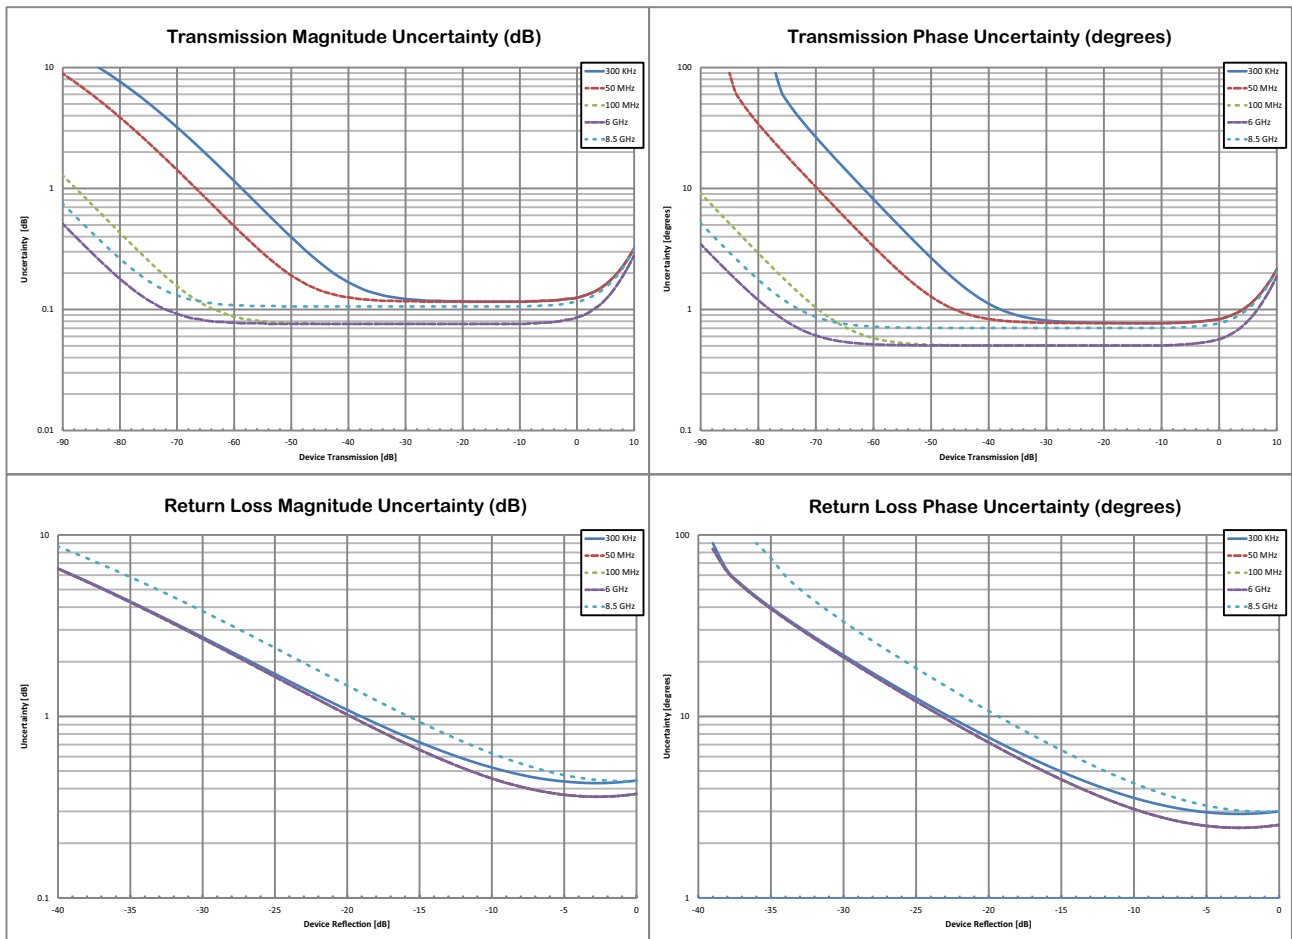 Transmission Magnitude Uncertainty (dB)
10
1
0.1
0.01
Uncertainty [dB]
-90 -80 -70 -60 -50 -40 -30 -20 -10 0 10
Device Transmission [dB]
300 KHz
50 MHz
100 MHz
6 GHz
8.5 GHz
Transmission Phase Uncertainty (degrees)
100
10
1
0.1
Uncertainty [degrees]
-90 -80 -70 -60 -50 -40 -30 -20 -10 0 10
Device Transmission [dB]
300 KHz
50 MHz
100 MHz
6 GHz
8.5 GHz
Return Loss Magnitude Uncertainty (dB)
10
1
0.1
Uncertainty [dB]
-40 -35 -30 -25 -20 -15 -10 -5 0
Device Reflection [dB]
300 KHz
50 MHz
100 MHz
6 GHz
8.5 GHz
Return Loss Phase Uncertainty (degrees)
100
10
1
Uncertainty [degrees]
-40 -35 -30 -25 -20 -15 -10 -5 0
Device Reflection [dB]
300 KHz
50 MHz
100 MHz
6 GHz
8.5 GHz